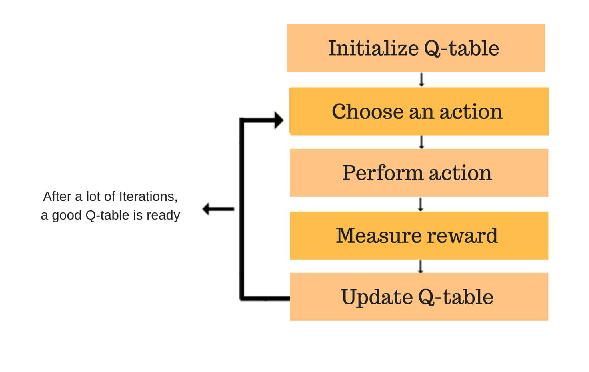 Initialize Q-table
Choose an action
Perform action
Measure reward
Update Q-table
After a lot of Iterations,
a good Q-table is ready